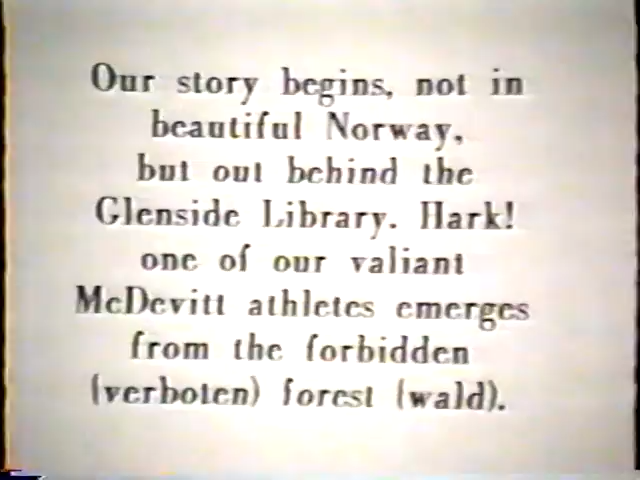 Our story begins, not in
beautiful Norway,
but out behind the
Glenside Library. Hark!
one of our valiant
McDevitt athletes emerges
from the forbidden
(verboten) forest (wald).